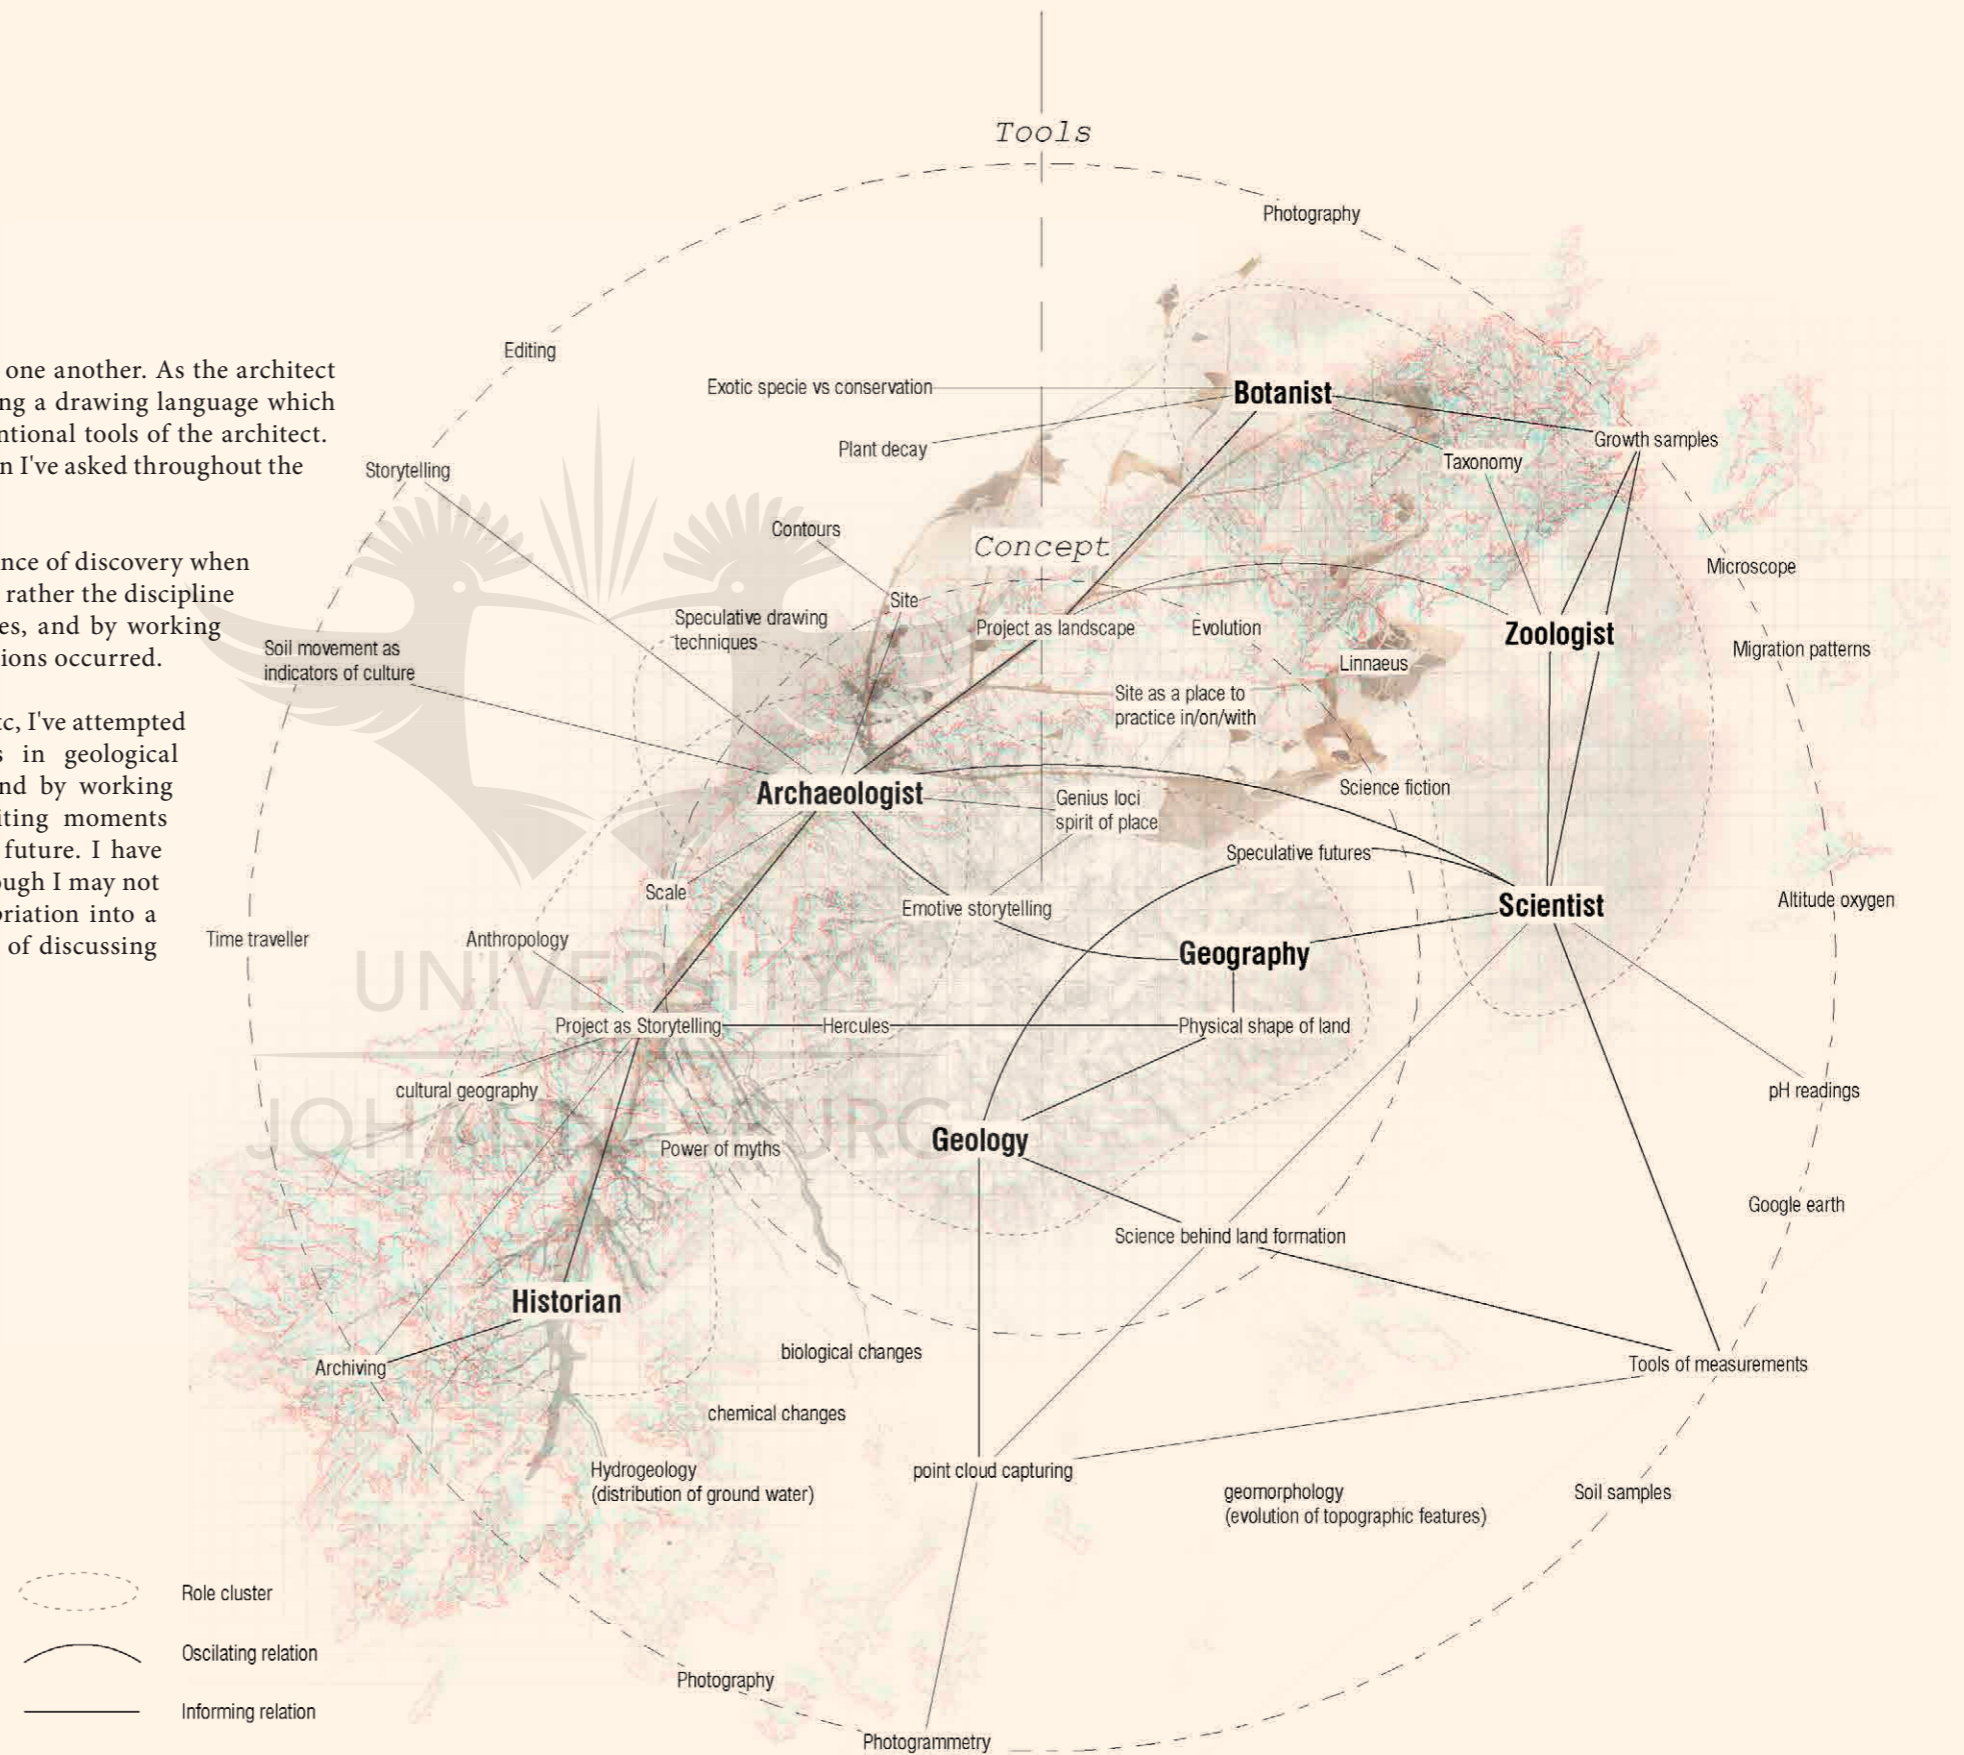 Tools
Photography
Editing
one another. As the architect
ng a drawing language which
ntional tools of the architect.
n I've asked throughout the
Exotic specie vs conservation
Botanist
Plant decay
Growth samples
Taxonomy
Storytelling
Contours
Concept
nce of discovery when
rather the discipline
es, and by working
ions occurred.
Microscope
Site
Speculative drawing
techniques
Project as landscape
Evolution
Zoologist
Soil movement as
indicators of culture
Linnaeus
Migration patterns
Site as a place to
practice in/on/with
tc, I've attempted
s in geological
nd by working
iting moments
future. I have
ough I may not
priation into a
of discussing
Archaeologist
Genius loci
spirit of place
Science fiction
Speculative futures
Scale
Emotive storytelling
Scientist
Altitude oxygen
Time traveller
Anthropology
Geography
UNIVERSITY
Project as Storytelling
Hercules
Physical shape of land
cultural geography
pH readings
JOHANNESBURG
Geology
Power of myths
Google earth
Science behind land formation
Historian
biological changes
Archiving
Tools of measurements
chemical changes
Hydrogeology
(distribution of ground water)
point cloud capturing
geomorphology
(evolution of topographic features)
Soil samples
Role cluster
Oscilating relation
Informing relation
Photography
Photogrammetry